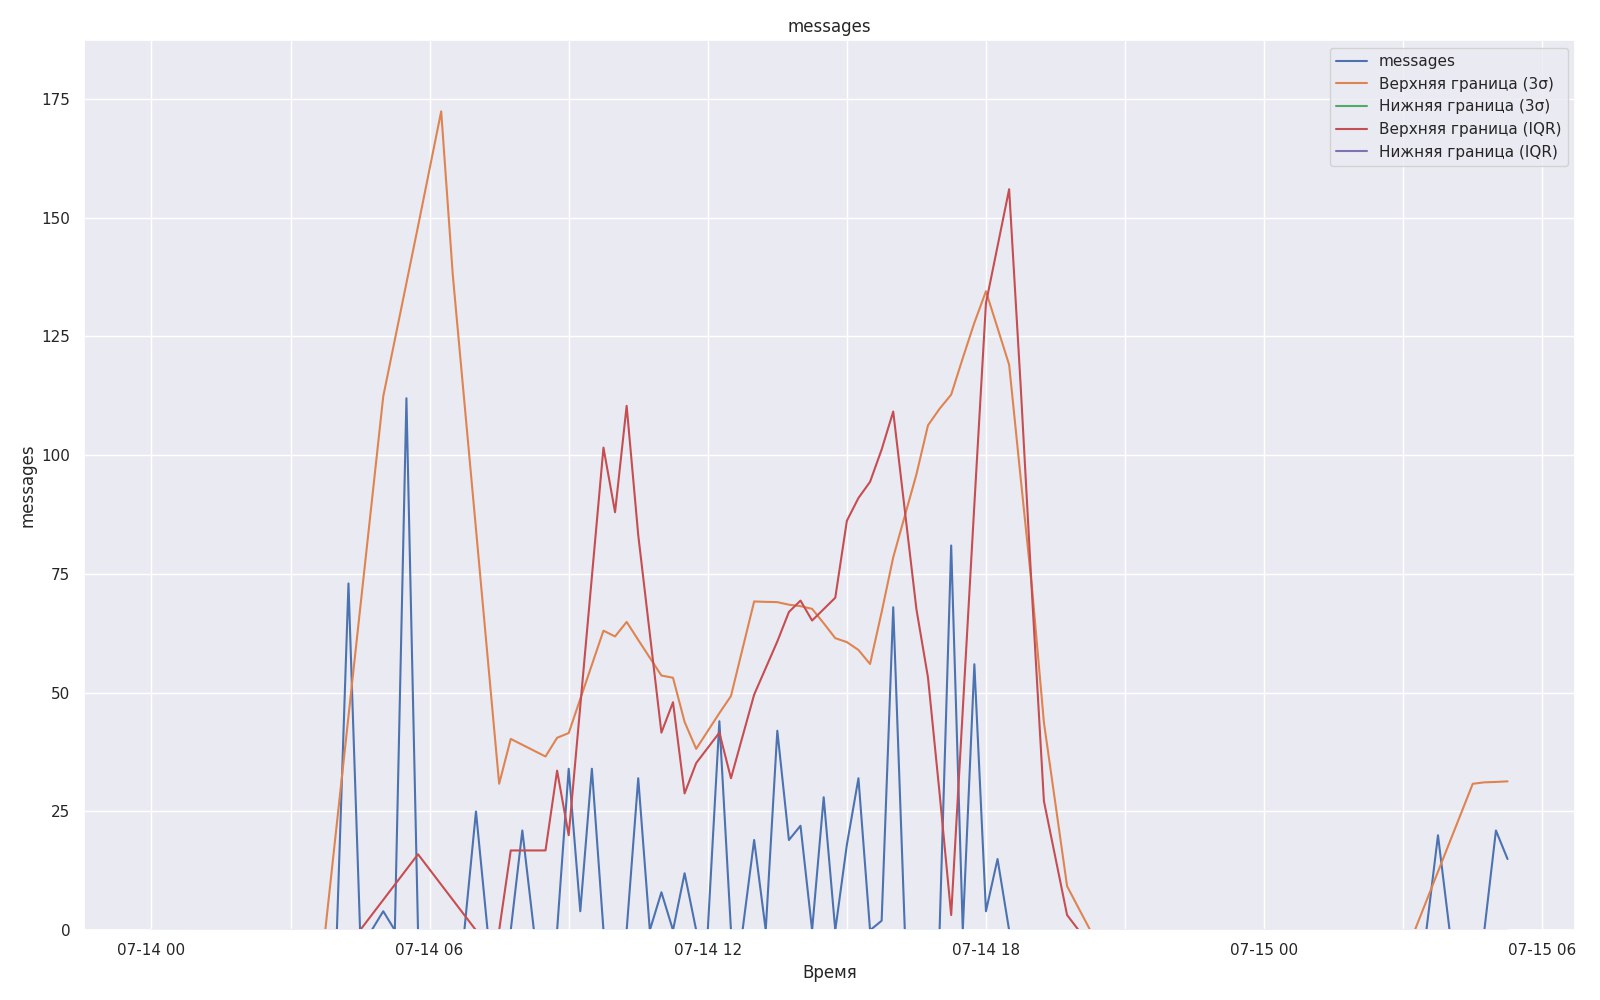 messages
messages
Верхняя граница (3σ)
Нижняя граница (3σ)
Верхняя граница (IQR)
Нижняя граница (IQR)
messages
175
150
125
100
75
50
25
0
07-14 00
07-14 06
07-14 12
07-14 18
07-15 00
07-15 06
Время